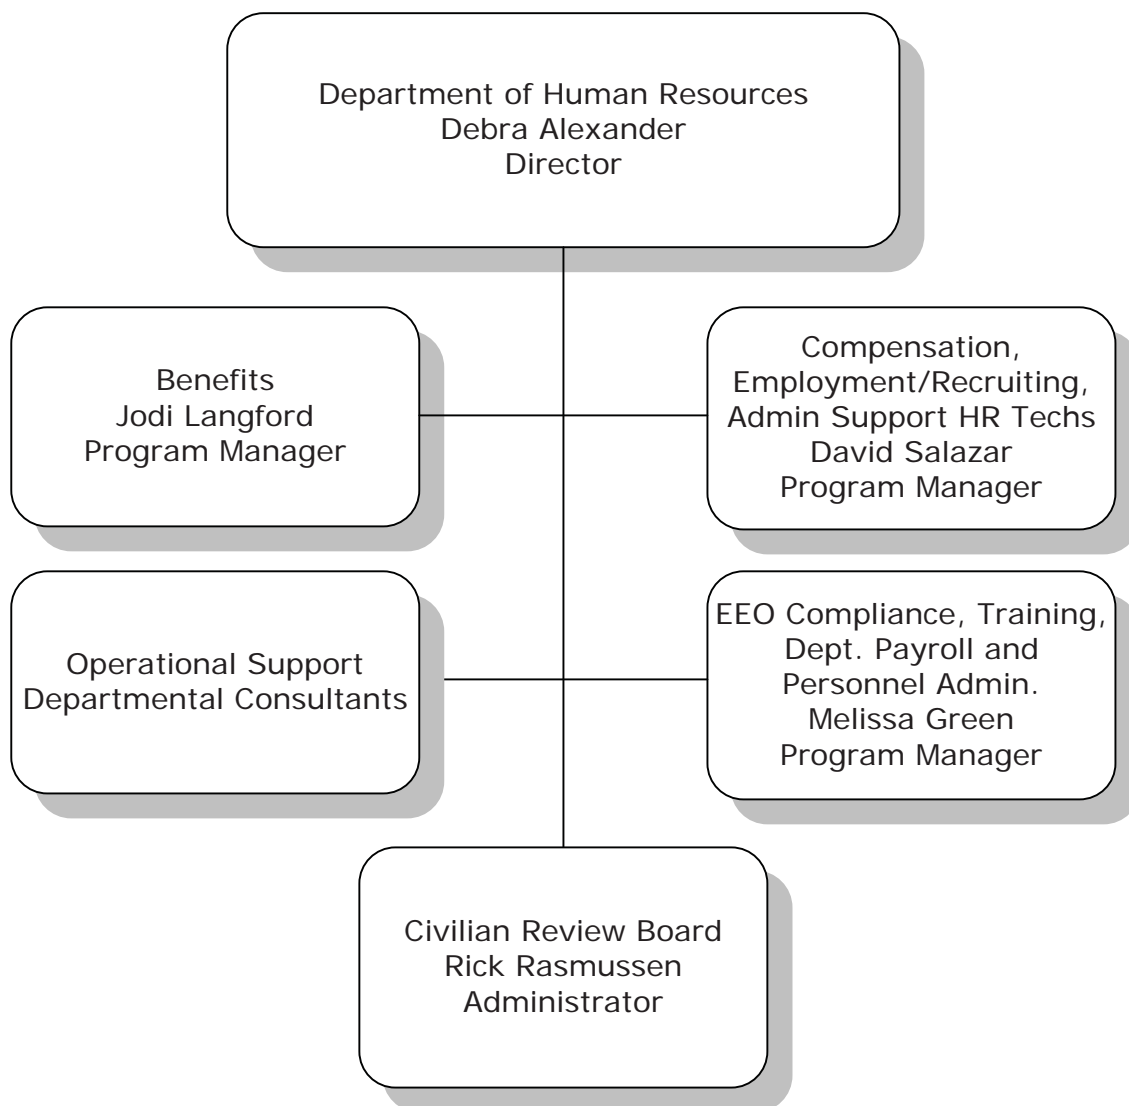 Department of Human Resources
Debra Alexander
Director
Benefits
Jodi Langford
Program Manager
Compensation,
Employment/Recruiting,
Admin Support HR Techs
David Salazar
Program Manager
Operational Support
Departmental Consultants
EEO Compliance, Training,
Dept. Payroll and
Personnel Admin.
Melissa Green
Program Manager
Civilian Review Board
Rick Rasmussen
Administrator